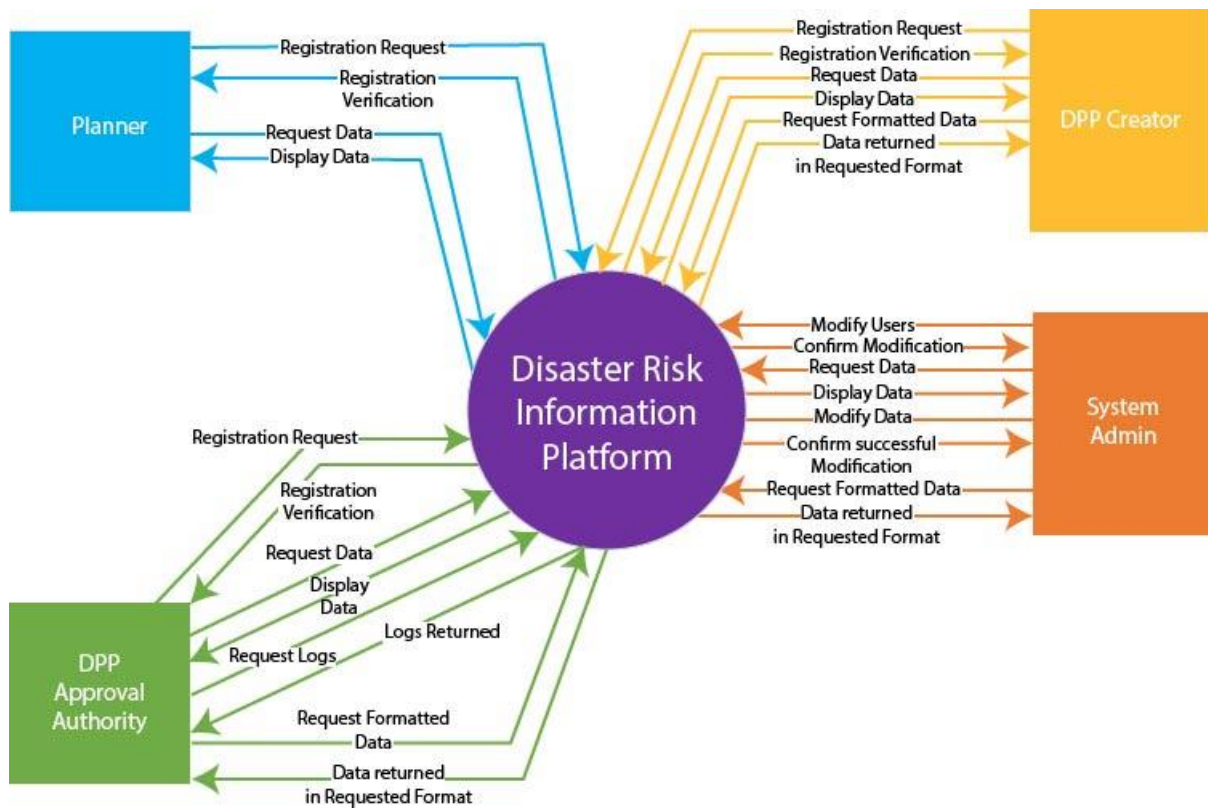 Planner
Registration Request
Registration
Verification
Request Data
Display Data
Registration Request
Registration Verification
Request Data
Display Data
Request Formatted Data
Data returned
in Requested Format
DPP Creator
Disaster Risk
Information
Platform
Modify Users
Confirm Modification
Request Data
Display Data
Modify Data
Confirm successful
Modification
Request Formatted Data
Data returned
in Requested Format
System
Admin
Registration Request
Registration
Verification
Request Data
Display
Data
Request Logs
Logs Returned
Request Formatted
Data
Data returned
in Requested Format
DPP
Approval
Authority